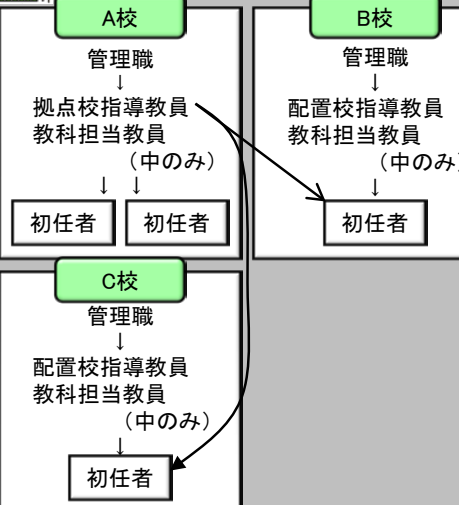 A校
管理職
↓
拠点校指導教員
教科担当教員
（中のみ）
↓ ↓
初任者 初任者
B校
管理職
↓
配置校指導教員
教科担当教員
（中のみ）
↓
初任者
C校
管理職
↓
配置校指導教員
教科担当教員
（中のみ）
↓
初任者